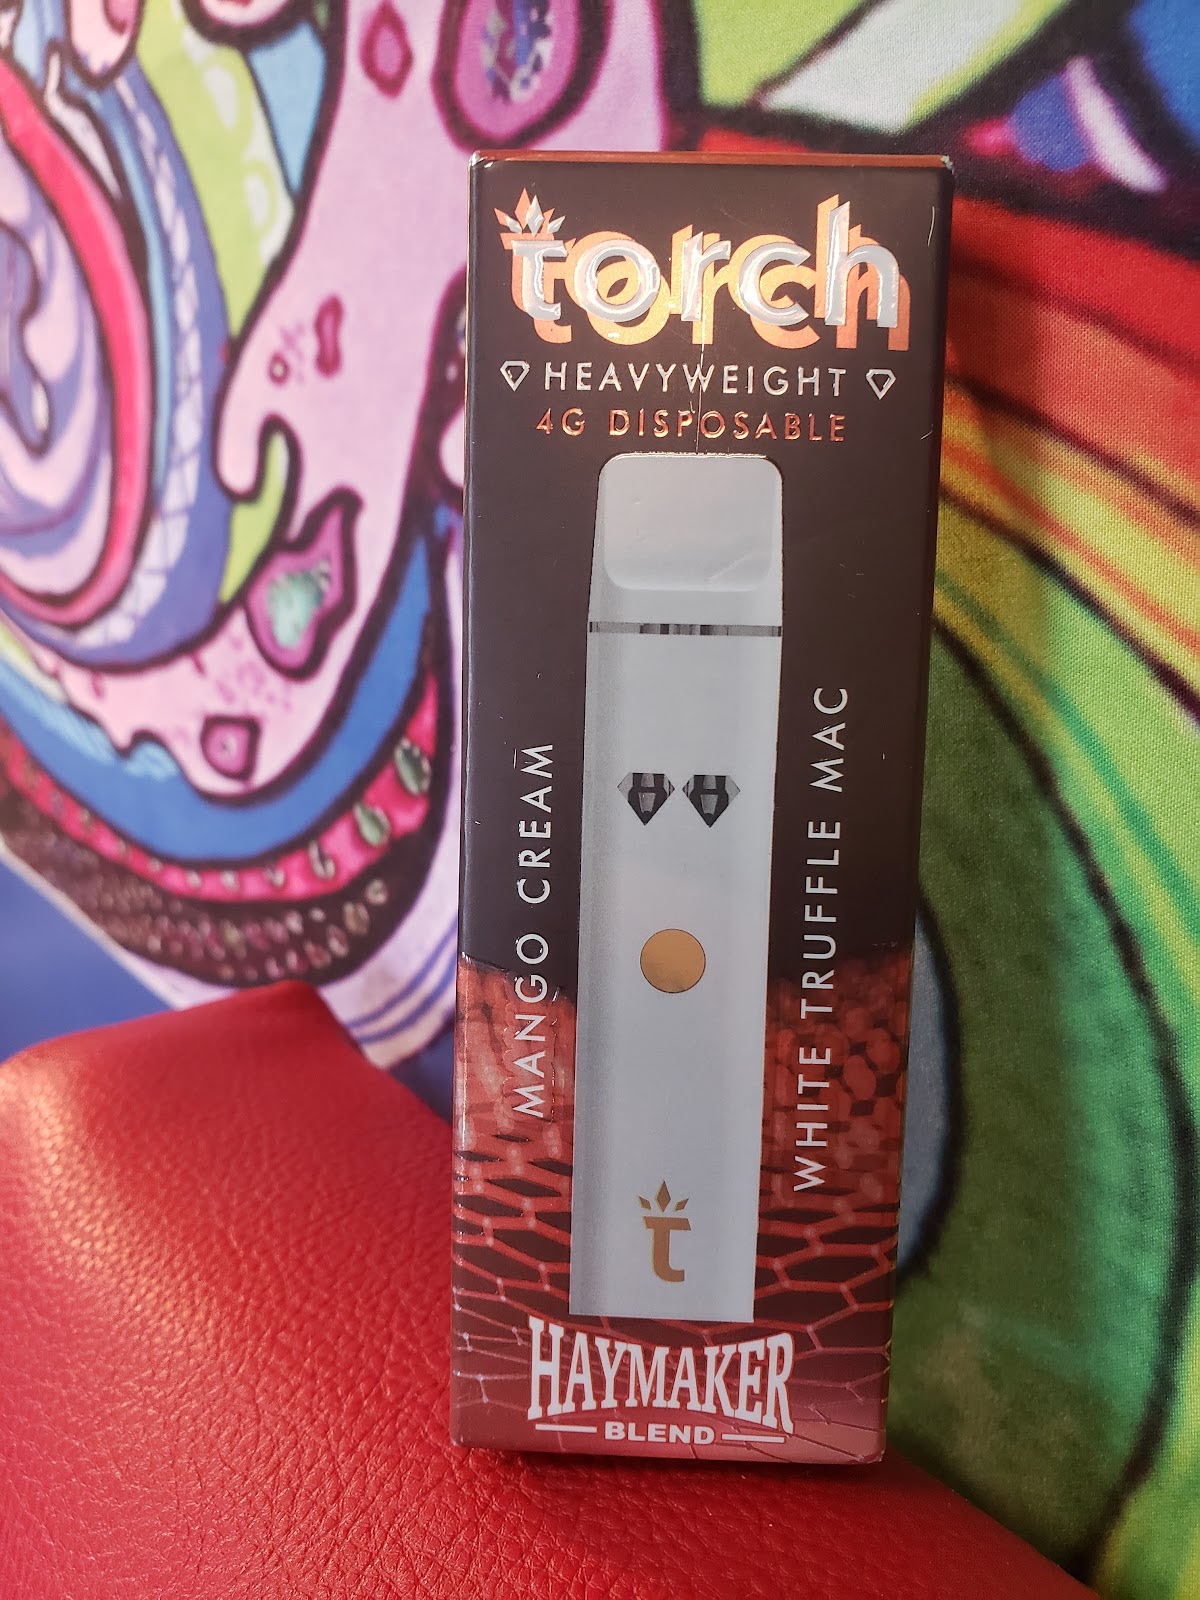 torch
HEAVYWEIGHT
4G DISPOSABLE
MANGO CREAM
WHITE TRUFFLE MAC
t
HAYMAKER
BLEND